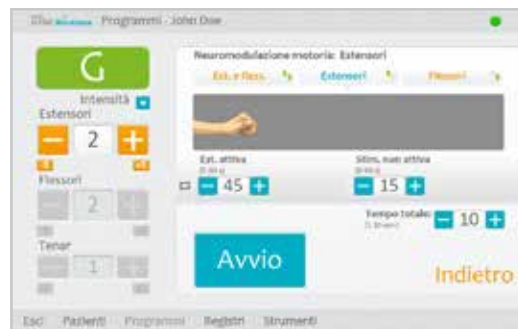 Programmi John Doe
G
Neuromodulazione motoria: Estensori
Est. e fless. Estensori Flessori
Intensità
Estensori
2
Est. attiva
Stim. non attiva
45
15
Flessori
2
Tempo totale:
10
Tenar
1
Avvio
Indietro
Esci Pazienti Programmi Registri Strumenti